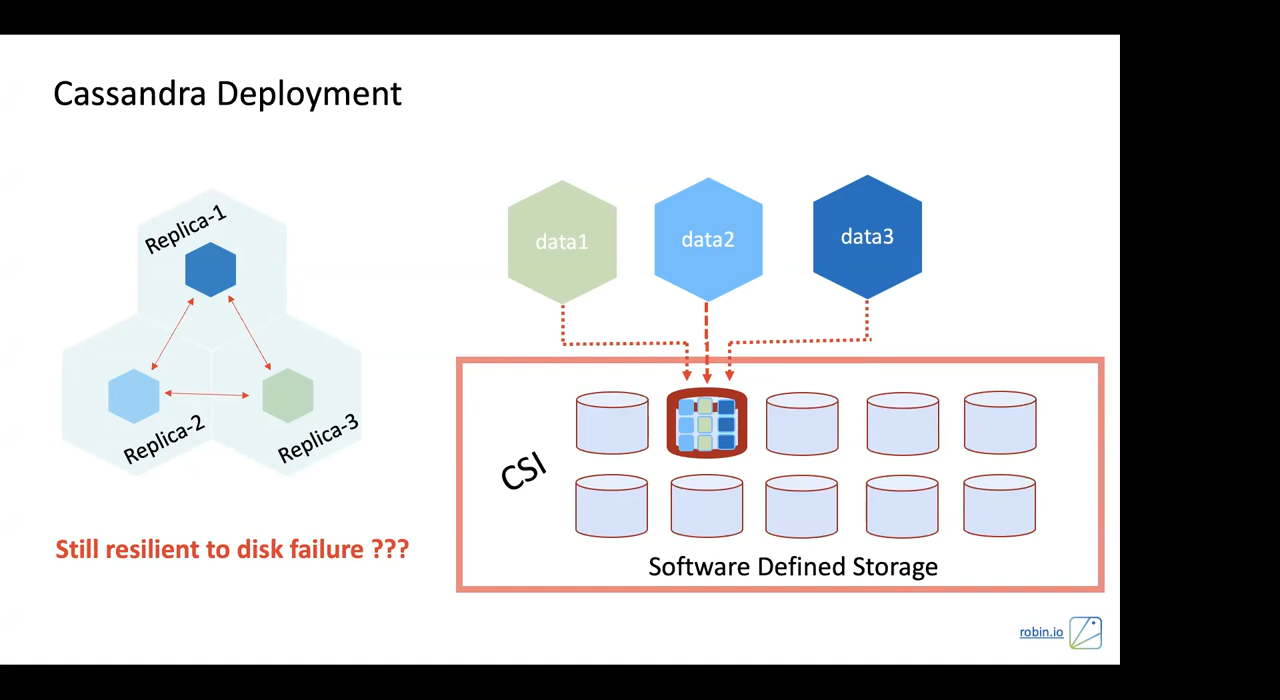 Cassandra Deployment
Replica-1
Replica-2
Replica-3
Still resilient to disk failure ???
data1
data2
data3
CSI
Software Defined Storage
robin.io